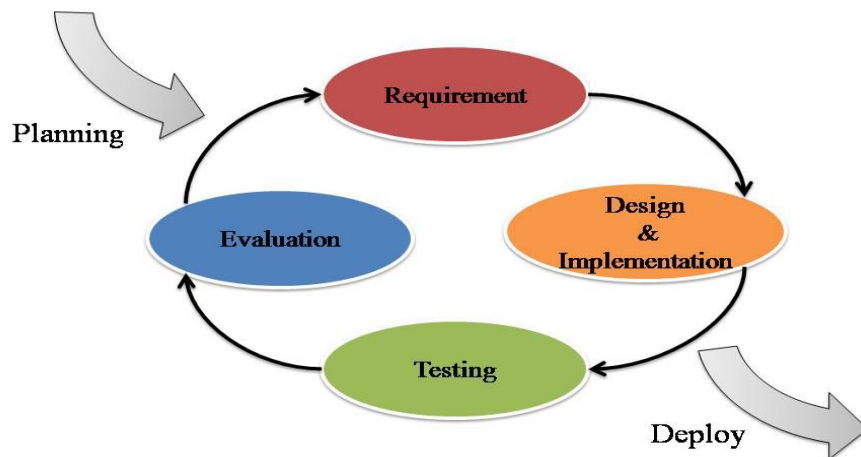 Requirement
Planning
Design
&
Implementation
Evaluation
Testing
Deploy